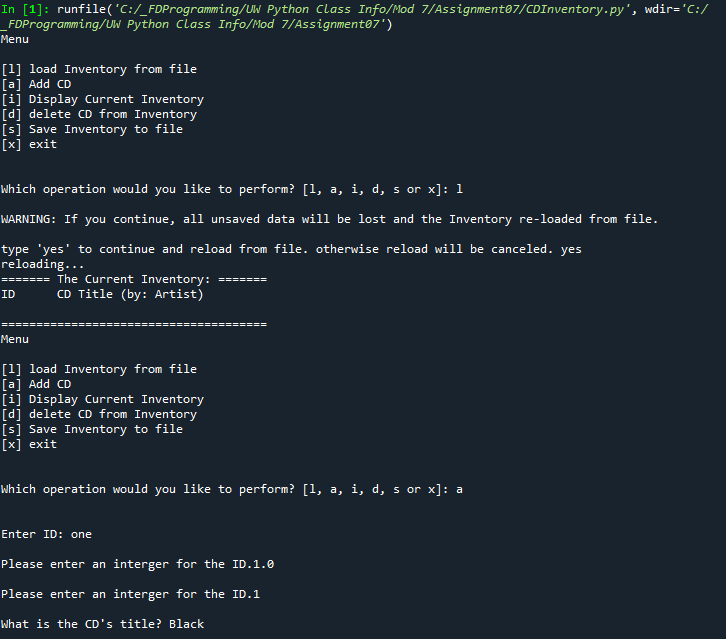 In [1]: runfile('C:/_FDProgramming/UW Python Class Info/Mod 7/Assignment07/CDInventory.py', wdir='C:/
_FDProgramming/UW Python Class Info/Mod 7/Assignment07')
Menu
[l] load Inventory from file
[a] Add CD
[i] Display Current Inventory
[d] delete CD from Inventory
[s] Save Inventory to file
[x] exit
Which operation would you like to perform? [l, a, i, d, s or x]: l
WARNING: If you continue, all unsaved data will be lost and the Inventory re-loaded from file.
type 'yes' to continue and reload from file. otherwise reload will be canceled. yes
reloading...
======= The Current Inventory: =======
ID      CD Title (by: Artist)
======================================
Menu
[l] load Inventory from file
[a] Add CD
[i] Display Current Inventory
[d] delete CD from Inventory
[s] Save Inventory to file
[x] exit
Which operation would you like to perform? [l, a, i, d, s or x]: a
Enter ID: one
Please enter an interger for the ID.1.0
Please enter an interger for the ID.1
What is the CD's title? Black